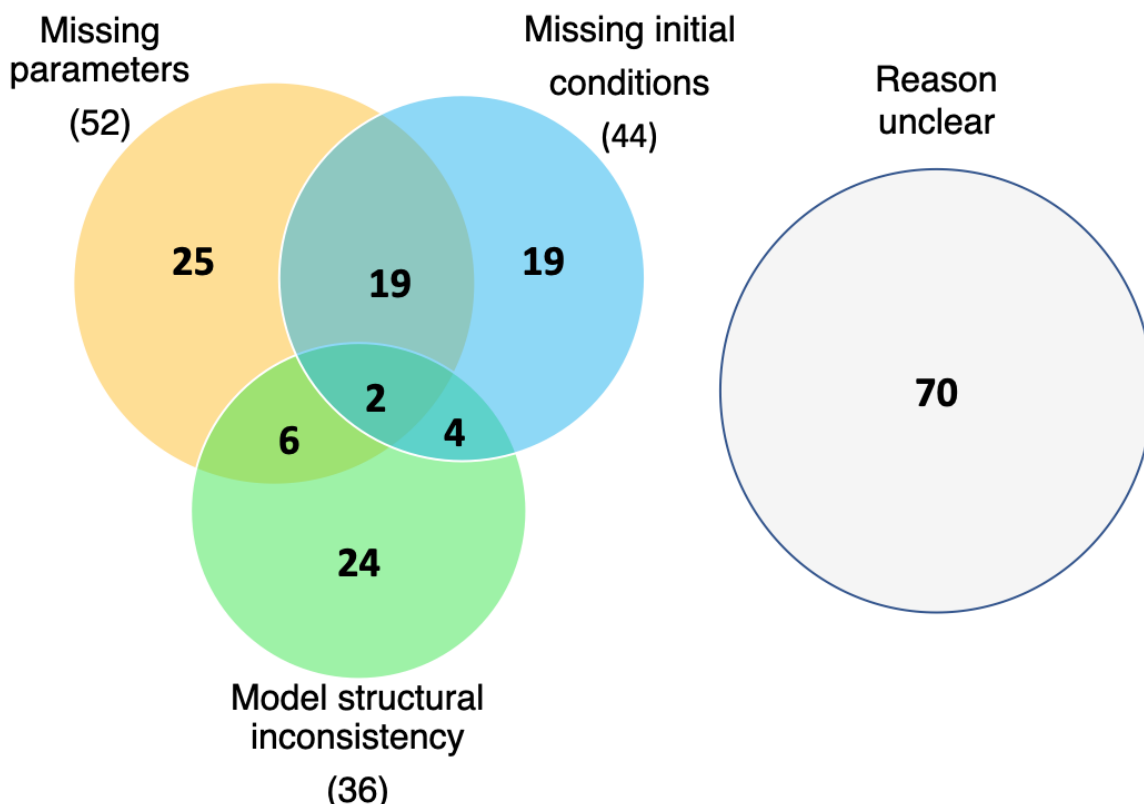 Missing
parameters
(52)
Missing initial
conditions
(44)
Reason
unclear
25
19
19
70
2
6
4
24
Model structural
inconsistency
(36)